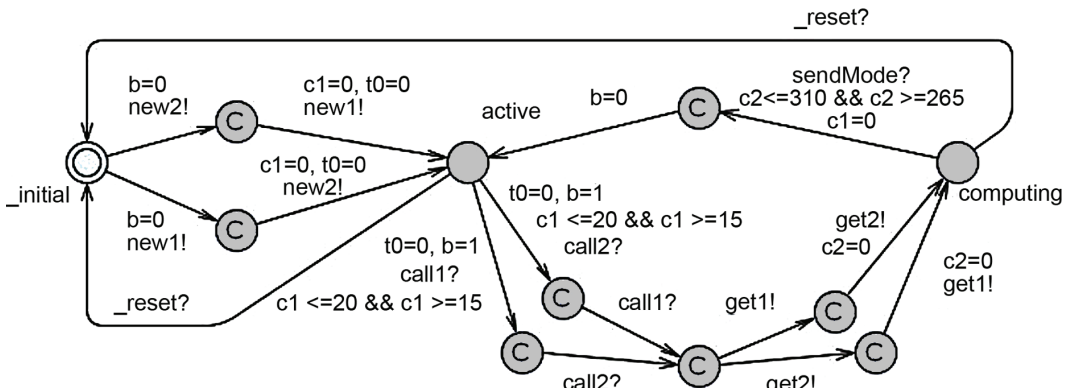 _reset?
b=0
new2!
C
c1=0, t0=0
new1!
active
b=0
C
sendMode?
c2<=310 && c2 >=265
c1=0
_initial
c1=0, t0=0
new2!
b=0
new1!
C
computing
t0=0, b=1
c1 <=20 && c1 >=15
call2?
t0=0, b=1
call1?
c1 <=20 && c1 >=15
_reset?
get2!
c2=0
c2=0
get1!
C
call1?
get1!
C
C
call2?
C
get2!
C